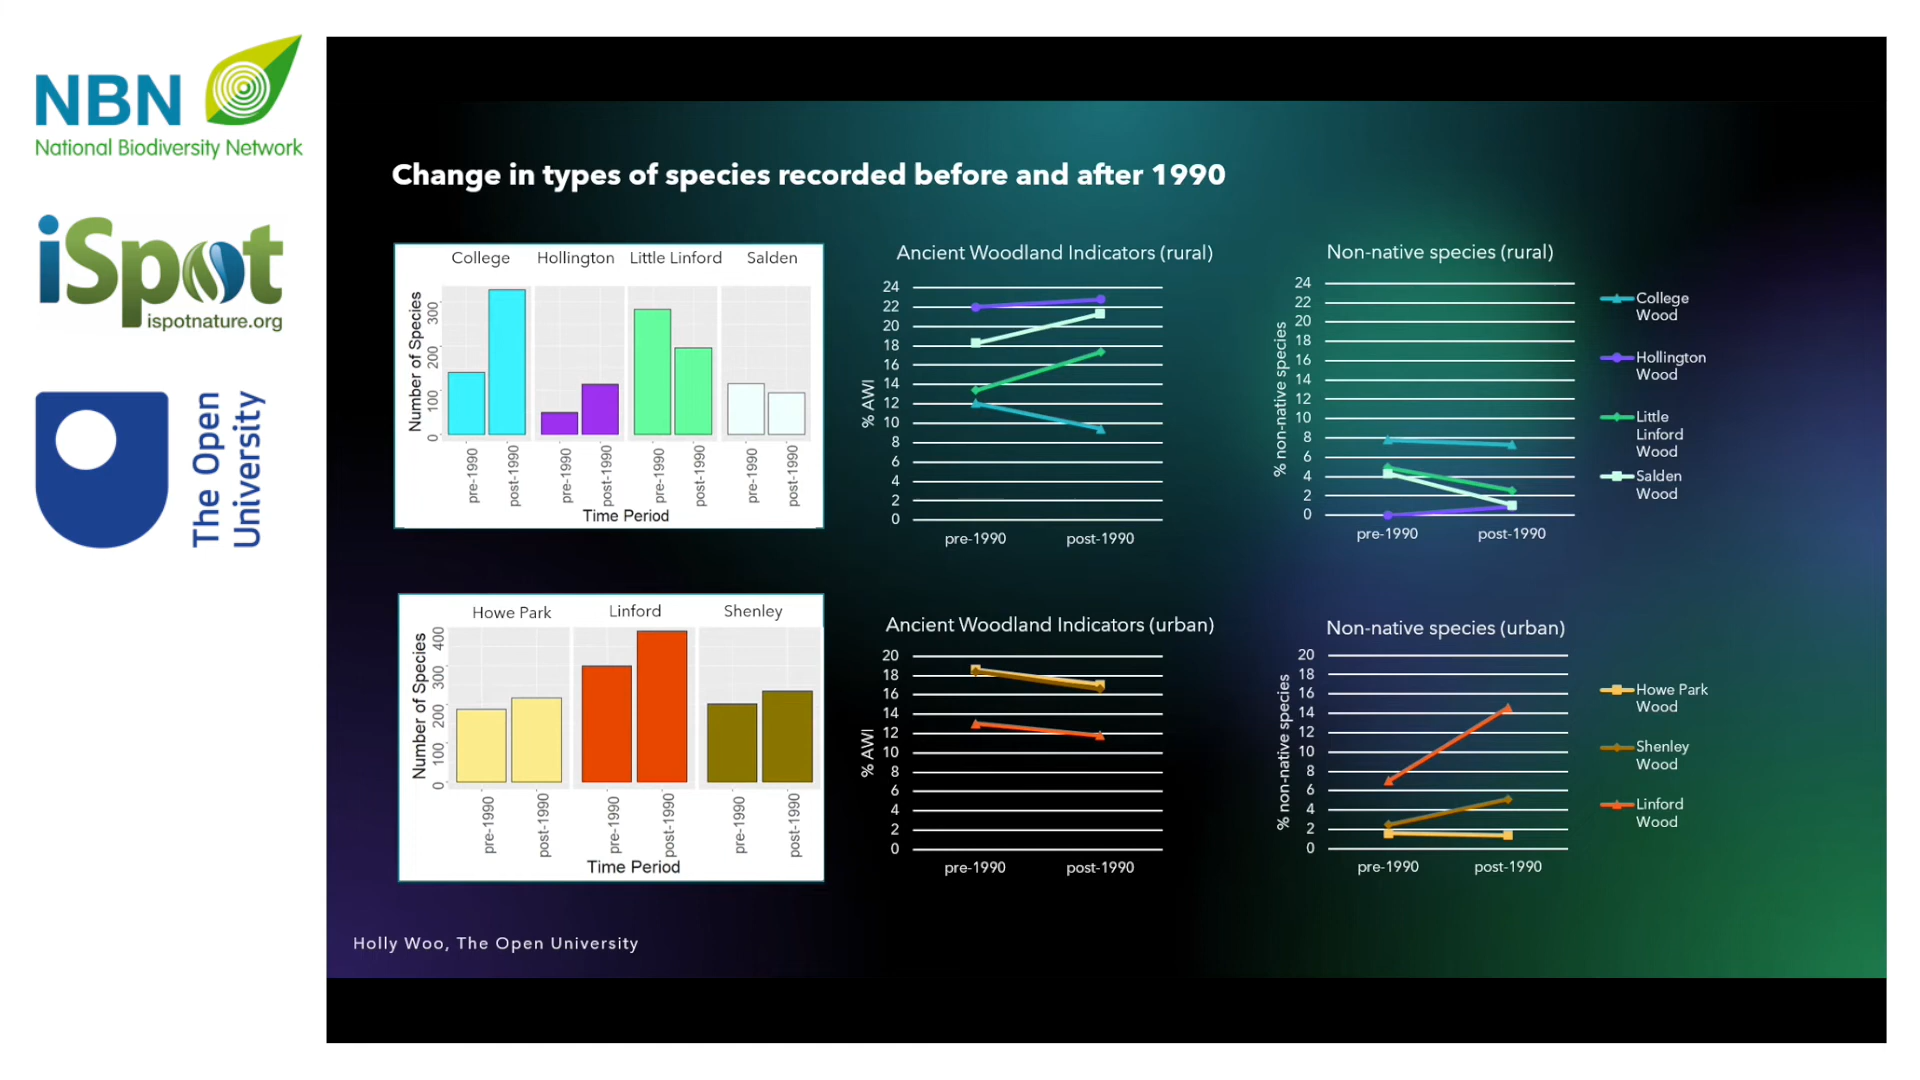 NBN
National Biodiversity Network
iSpot
ispotnature.org
The Open
University
Change in types of species recorded before and after 1990
College Hollington Little Linford Salden
Number of Species
300
200
100
0
pre-1990
post-1990
pre-1990
post-1990
pre-1990
post-1990
pre-1990
post-1990
Time Period
Ancient Woodland Indicators (rural)
% AWI
24
22
20
18
16
14
12
10
8
6
4
2
0
pre-1990 post-1990
Non-native species (rural)
% non-native species
24
22
20
18
16
14
12
10
8
6
4
2
0
pre-1990 post-1990
College
Wood
Hollington
Wood
Little
Linford
Wood
Salden
Wood
Howe Park Linford Shenley
Number of Species
400
300
200
100
0
pre-1990
post-1990
pre-1990
post-1990
pre-1990
post-1990
Time Period
Ancient Woodland Indicators (urban)
% AWI
20
18
16
14
12
10
8
6
4
2
0
pre-1990 post-1990
Non-native species (urban)
% non-native species
20
18
16
14
12
10
8
6
4
2
0
pre-1990 post-1990
Howe Park
Wood
Shenley
Wood
Linford
Wood
Holly Woo, The Open University